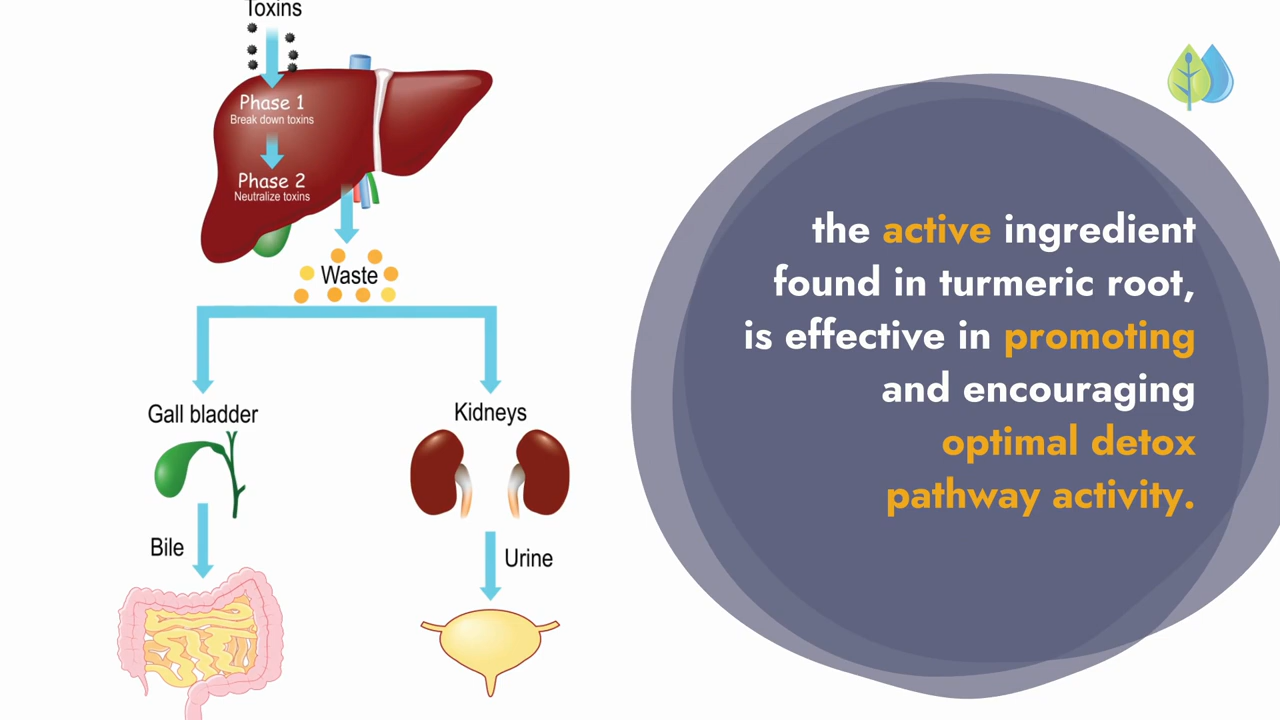 Toxins
Phase 1
Break down toxins
Phase 2
Neutralize toxins
Waste
Gall bladder
Kidneys
Bile
Urine
the active ingredient
found in turmeric root,
is effective in promoting
and encouraging
optimal detox
pathway activity.